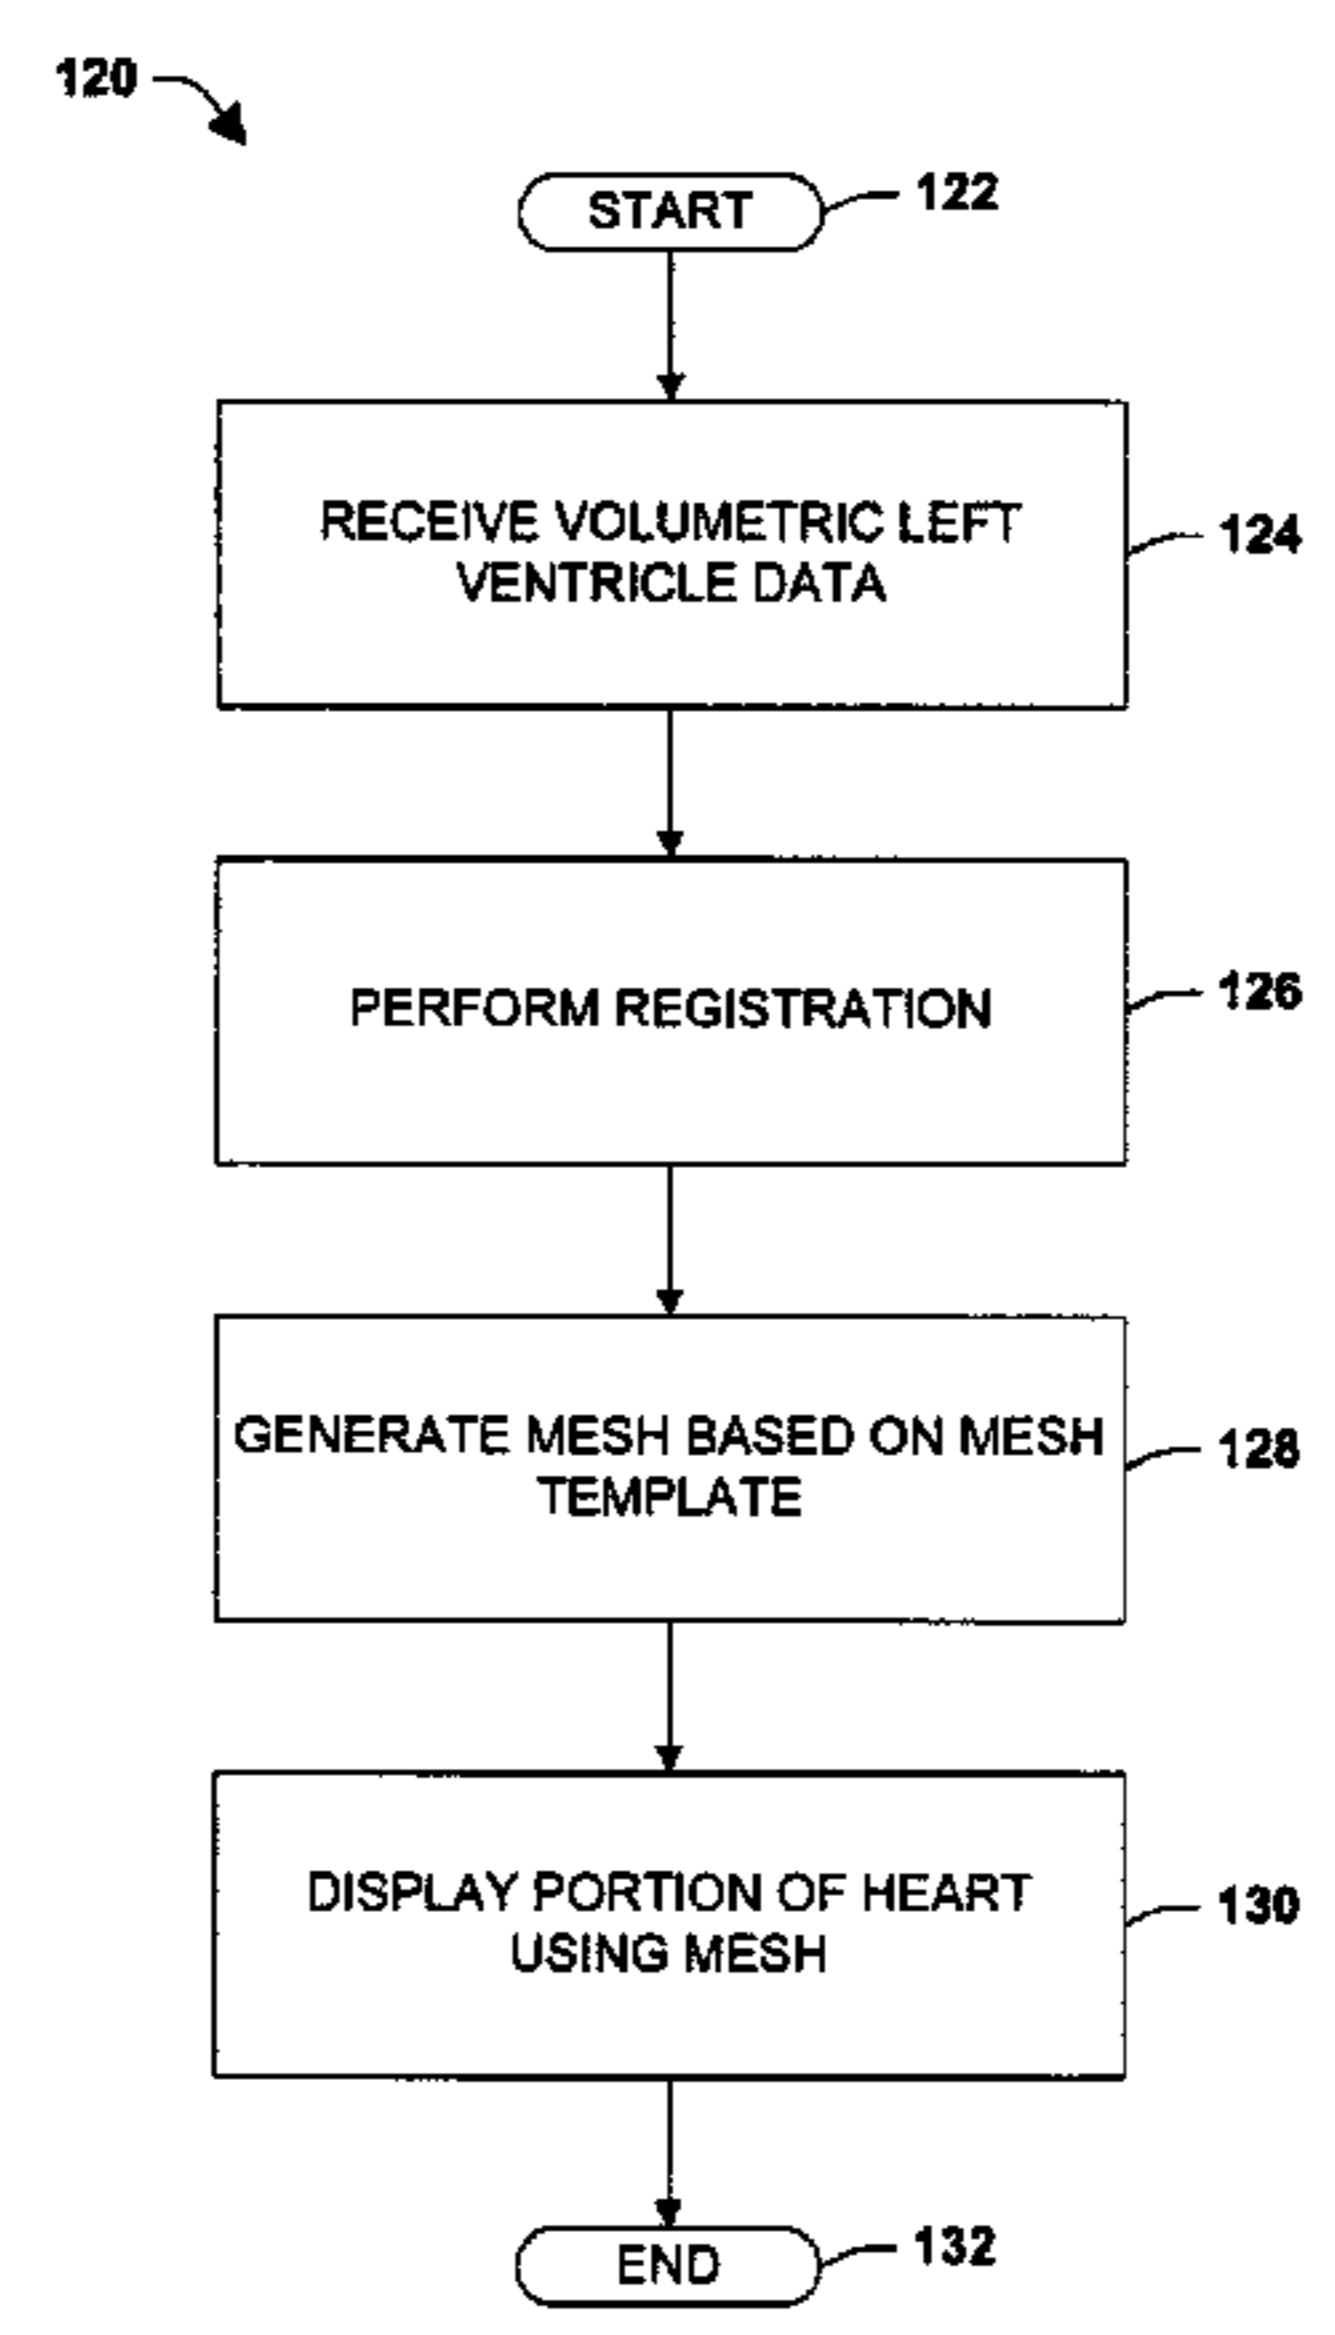 120
START
122
RECEIVE VOLUMETRIC LEFT
VENTRICLE DATA
124
PERFORM REGISTRATION
126
GENERATE MESH BASED ON MESH
TEMPLATE
128
DISPLAY PORTION OF HEART
USING MESH
130
END
132